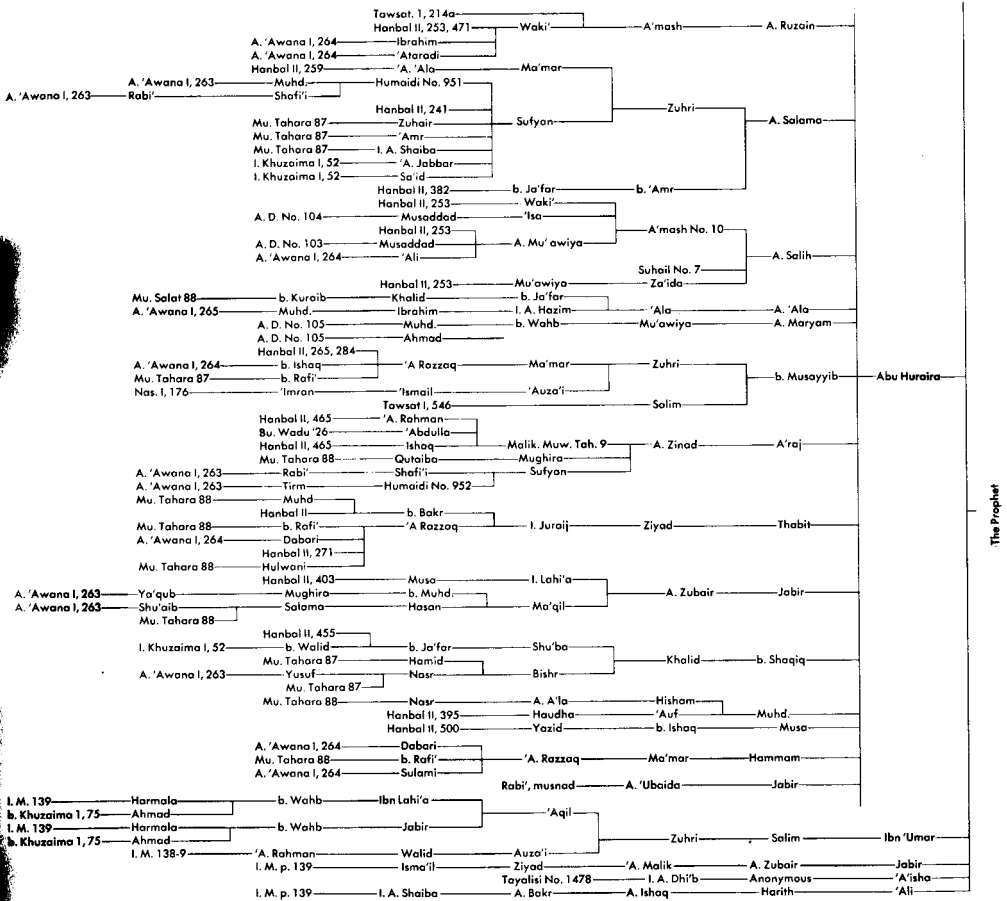 Tawsat. 1, 214a
Hanbal II, 253, 471 Waki' A'mash A. Ruzain
A. 'Awana I, 264 Ibrahim
A. 'Awana I, 264 'Ataradi
Hanbal II, 259 'A. 'Ala Ma'mar
A. 'Awana I, 263 Muhd. Humaidi No. 951
A. 'Awana I, 263 Rabi' Shafi'i
Zuhri
Hanbal II, 241
Mu. Tahara 87 Zuhair Sufyan A. Salama
Mu. Tahara 87 'Amr
Mu. Tahara 87 I. A. Shaiba
I. Khuzaima I, 52 'A. Jabbar
I. Khuzaima I, 52 Sa'id
Hanbal II, 382 b. Ja'far b. 'Amr
Hanbal II, 253 Waki'
A. D. No. 104 Musaddad 'Isa
Hanbal II, 253 A'mash No. 10
A. D. No. 103 Musaddad A. Mu'awiya
A. 'Awana I, 264 'Ali A. Salih
Suhail No. 7
Hanbal II, 253 Mu'awiya Za'ida
Mu. Salat 88 b. Kuraib Khalid b. Ja'far
A. 'Awana I, 265 Muhd. Ibrahim I. A. Hazim 'Ala A. 'Ala
A. D. No. 105 Muhd. b. Wahb Mu'awiya A. Maryam
A. D. No. 105 Ahmad
Hanbal II, 265, 284
A. 'Awana I, 264 b. Ishaq 'A Razzaq Ma'mar Zuhri
Mu. Tahara 87 b. Rafi' b. Musayyib Abu Huraira
Nas. I, 176 'Imran 'Ismail 'Auza'i
Tawsat I, 546 Salim
Hanbal II, 465 'A. Rahman
Bu. Wadu '26 'Abdulla
Hanbal II, 465 Ishaq Malik. Muw. Tah. 9 A. Zinad A'raj
Mu. Tahara 88 Qutaiba Mughira
A. 'Awana I, 263 Rabi' Shafi'i Sufyan
A. 'Awana I, 263 Tirm Humaidi No. 952
Mu. Tahara 88 Muhd
Hanbal II b. Bakr
Mu. Tahara 88 b. Rafi' 'A Razzaq I. Juraij Ziyad Thabit
A. 'Awana I, 264 Dabari
Hanbal II, 271
Mu. Tahara 88 Hulwani
The Prophet
Hanbal II, 403 Musa I. Lahi'a
A. 'Awana I, 263 Ya'qub Mughira b. Muhd. A. Zubair Jabir
A. 'Awana I, 263 Shu'aib Salama Hasan Ma'qil
Mu. Tahara 88
Hanbal II, 455
I. Khuzaima I, 52 b. Walid b. Ja'far Shu'ba
Mu. Tahara 87 Hamid Khalid b. Shaqiq
A. 'Awana I, 263 Yusuf Nasr Bishr
Mu. Tahara 87
Mu. Tahara 88 Nasr A. A'la Hisham
Hanbal II, 395 Haudha 'Auf Muhd.
Hanbal II, 500 Yazid b. Ishaq Musa
A. 'Awana I, 264 Dabari
Mu. Tahara 88 b. Rafi' 'A. Razzaq Ma'mar Hammam
A. 'Awana I, 264 Sulami
Rabi', musnad A. 'Ubaida Jabir
I. M. 139 Harmala b. Wahb Ibn Lahi'a
b. Khuzaima 1, 75 Ahmad 'Aqil
I. M. 139 Harmala b. Wahb Jabir
b. Khuzaima 1, 75 Ahmad Zuhri Salim Ibn 'Umar
I. M. 138-9 'A. Rahman Walid Auza'i
I. M. p. 139 Isma'il Ziyad 'A. Malik A. Zubair Jabir
Tayalisi No. 1478 I. A. Dhi'b Anonymous 'A'isha
I. M. p. 139 I. A. Shaiba A. Bakr A. Ishaq Harith 'Ali